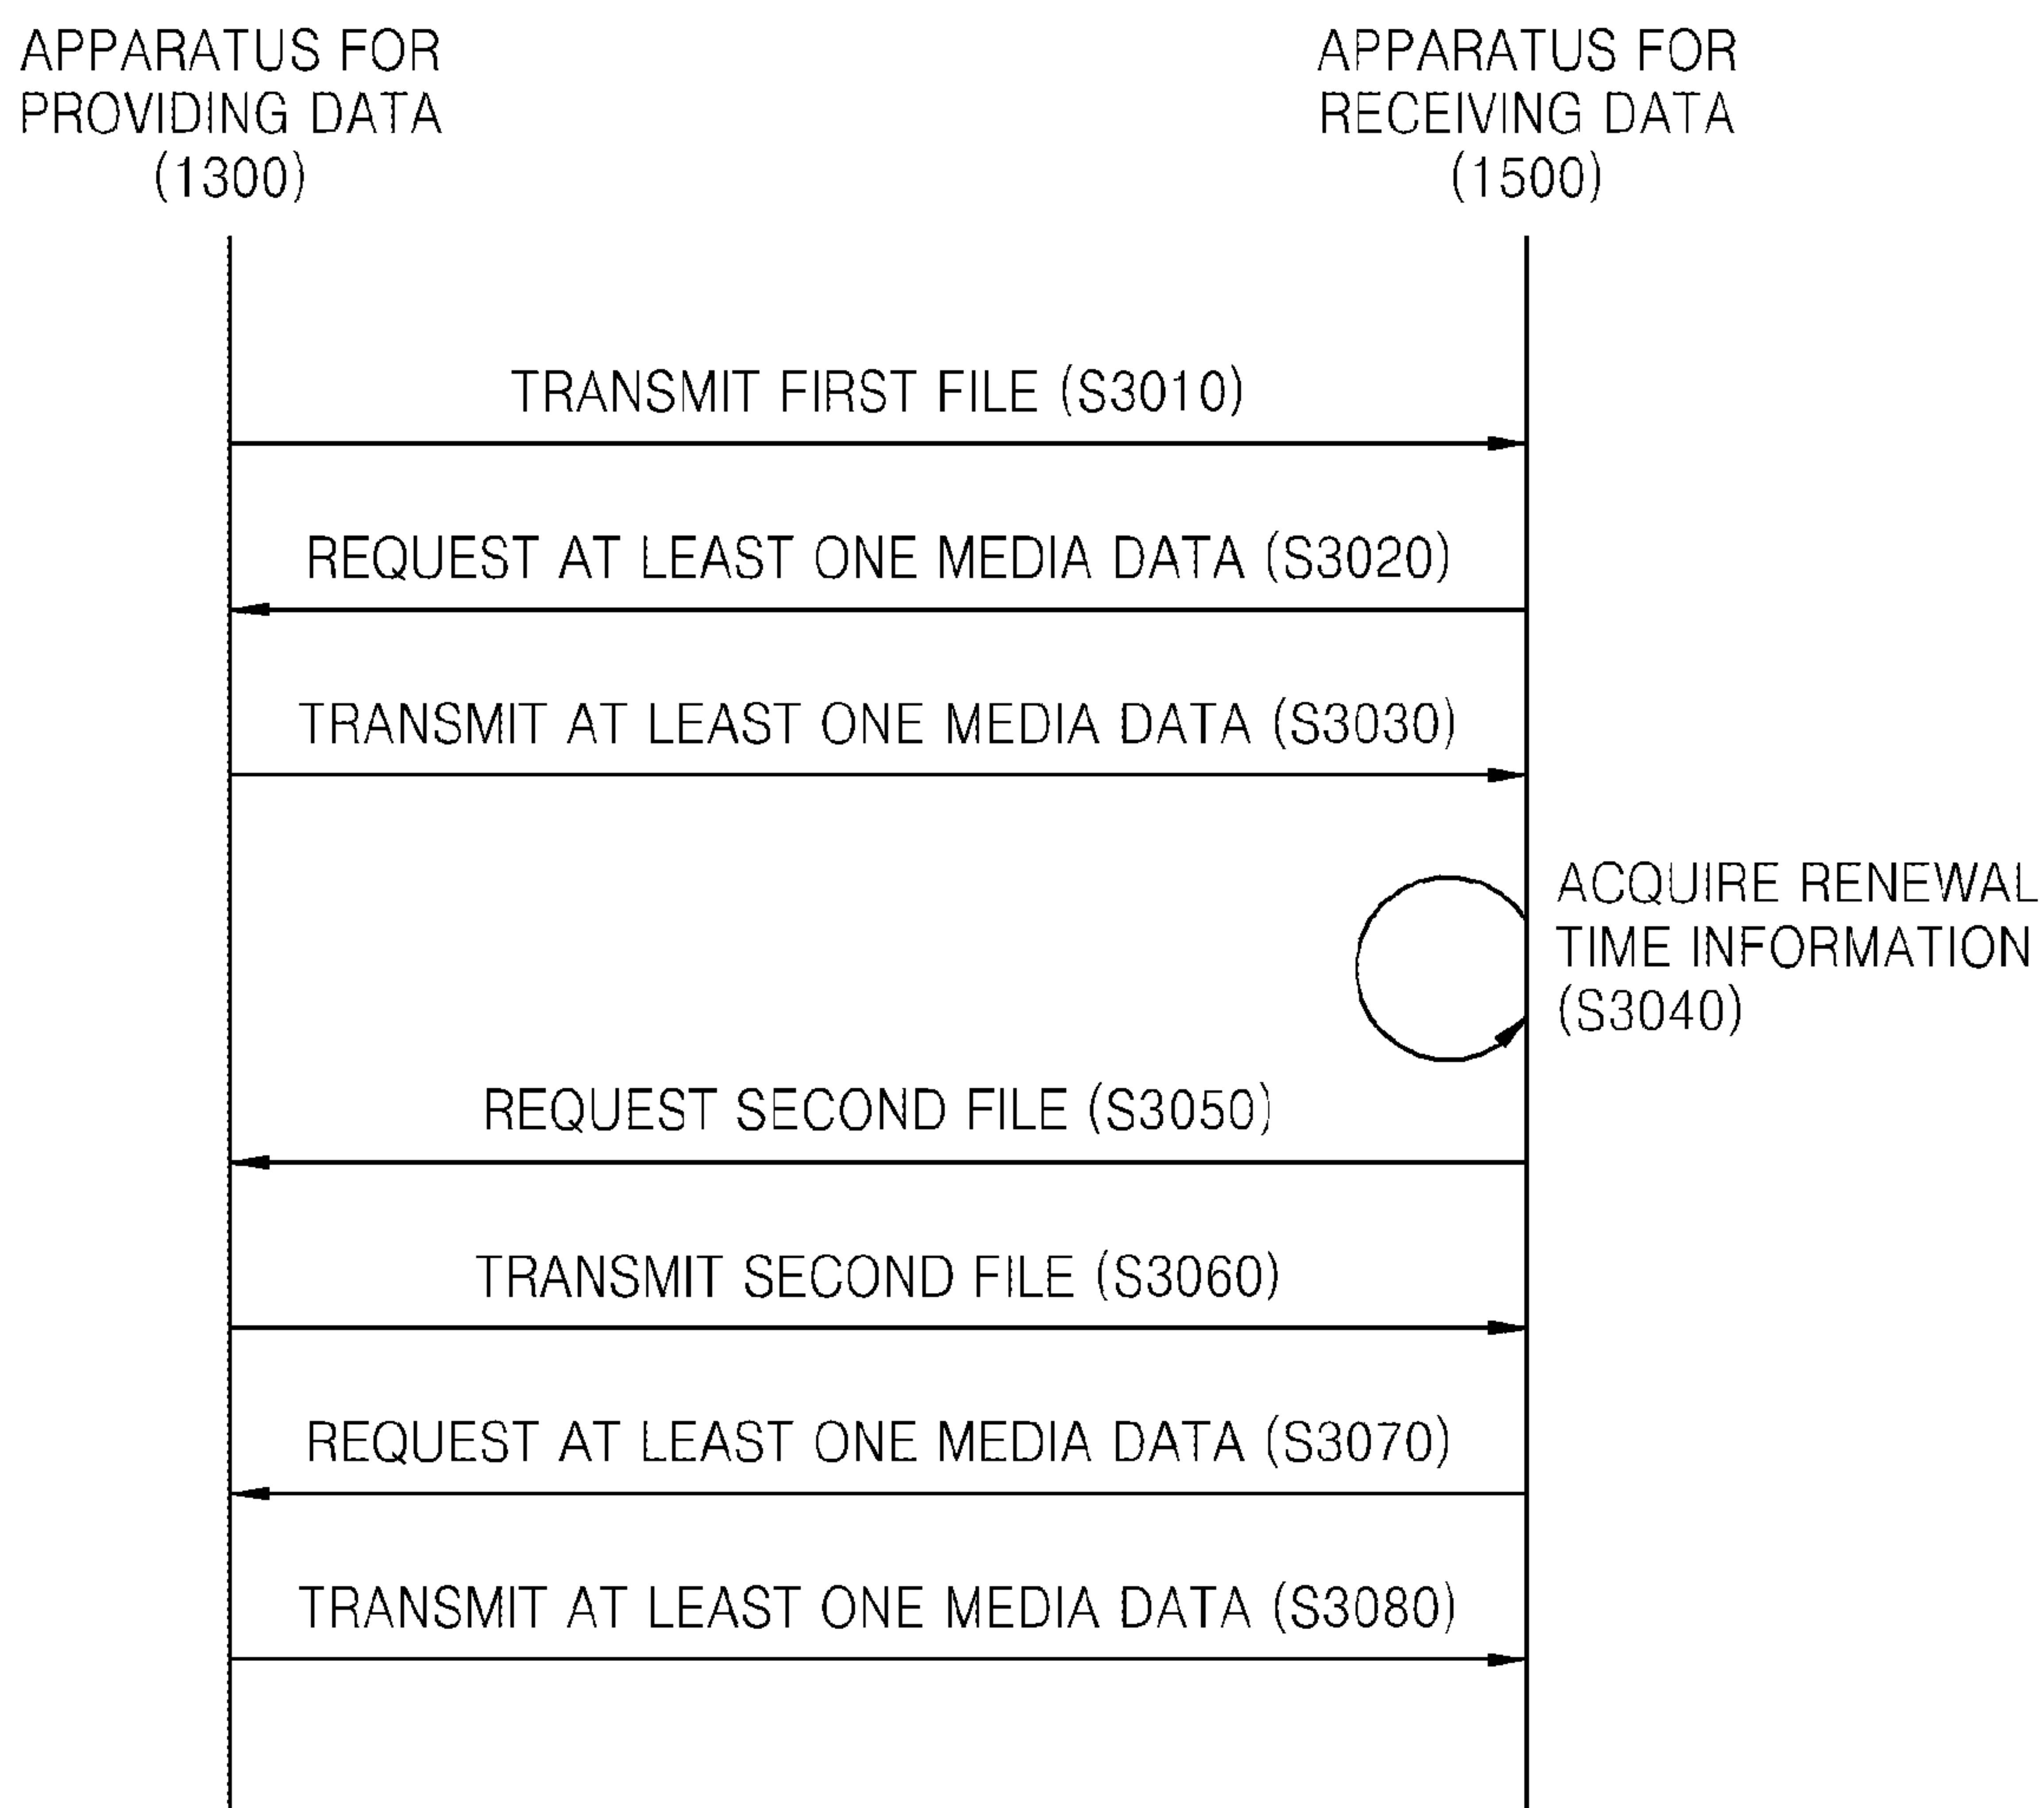 APPARATUS FOR
PROVIDING DATA
(1300)
APPARATUS FOR
RECEIVING DATA
(1500)
TRANSMIT FIRST FILE (S3010)
REQUEST AT LEAST ONE MEDIA DATA (S3020)
TRANSMIT AT LEAST ONE MEDIA DATA (S3030)
ACQUIRE RENEWAL
TIME INFORMATION
(S3040)
REQUEST SECOND FILE (S3050)
TRANSMIT SECOND FILE (S3060)
REQUEST AT LEAST ONE MEDIA DATA (S3070)
TRANSMIT AT LEAST ONE MEDIA DATA (S3080)